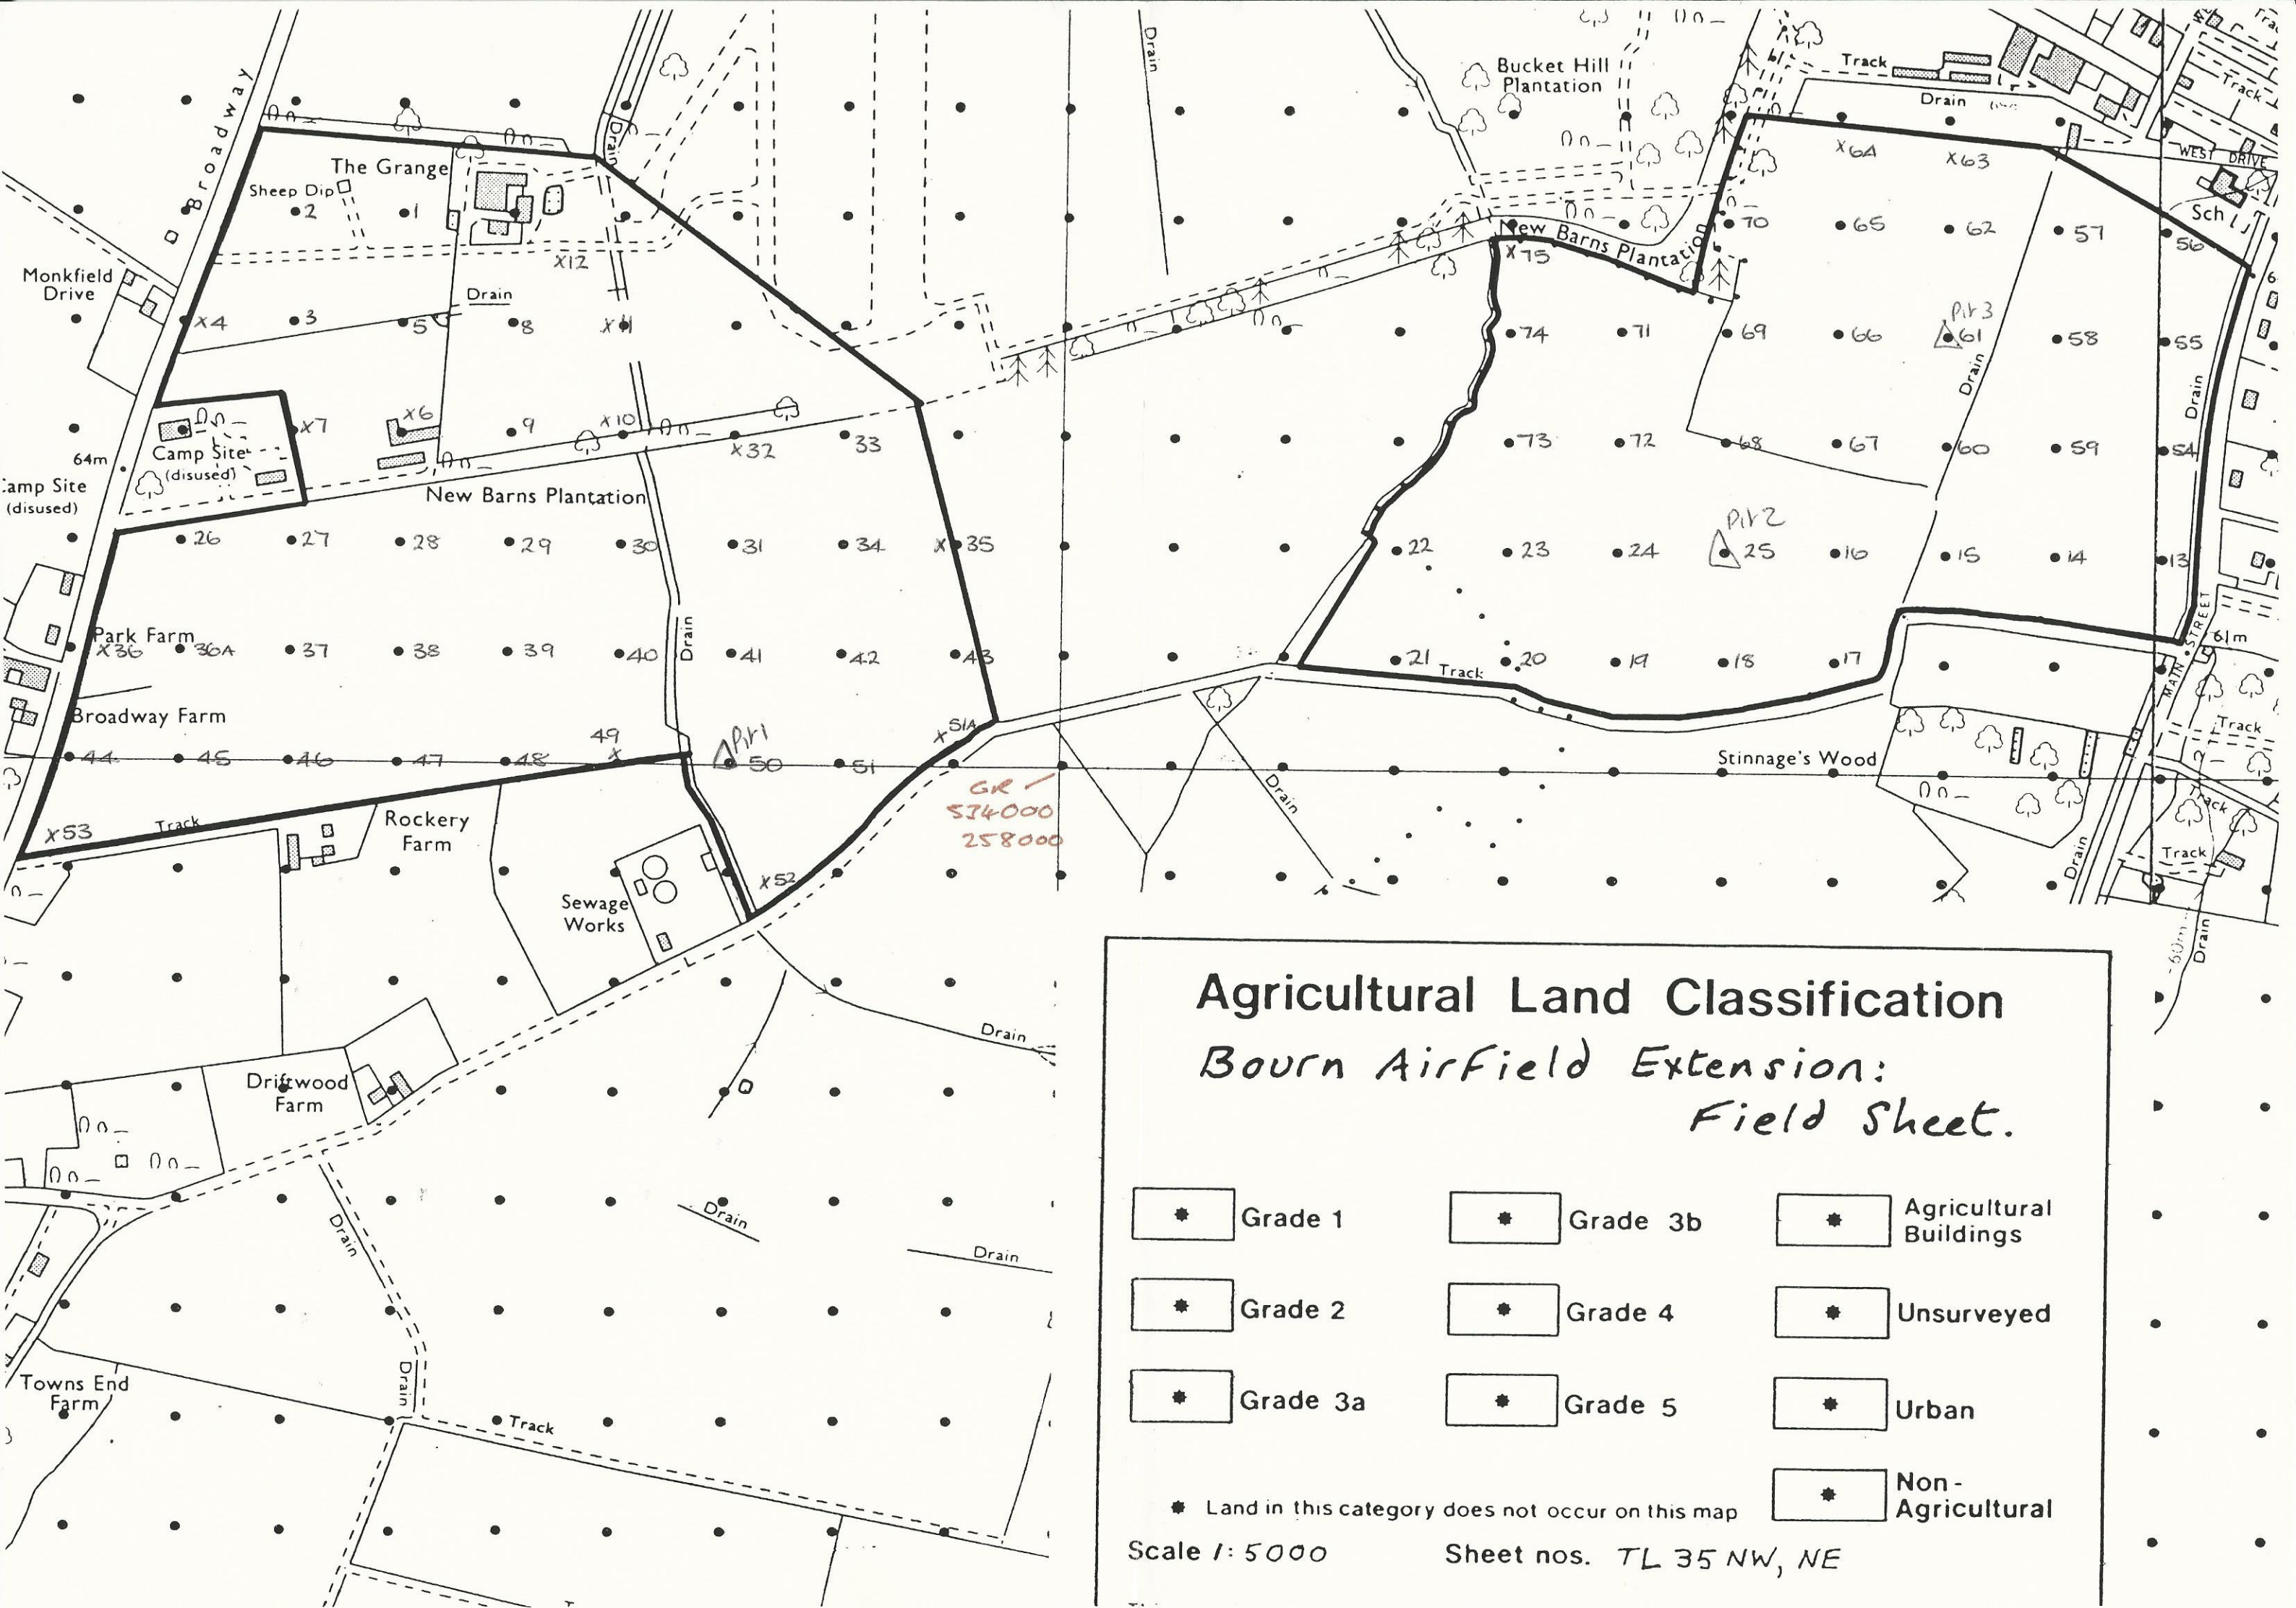 Broadway
Drain
Drain
Bucket Hill
Plantation
Track
Track
Drain
WEST DRIVE
Sch
The Grange
Sheep Dip
2
1
X12
Monkfield
Drive
X4
3
Drain
5
8
X11
New Barns Plantation
X75
X64
X63
70
65
62
57
56
74
71
69
66
Pit 3
61
58
55
Drain
Drain
X7
X6
9
X10
X32
33
73
72
68
67
60
59
54
64m
Camp Site
(disused)
Camp Site
(disused)
New Barns Plantation
26
27
28
29
30
31
34
X 35
22
23
24
Pit 2
25
16
15
14
13
Park Farm
X36
36A
37
38
39
40
Drain
41
42
43
21
Track
20
19
18
17
MAIN STREET
61m
Broadway Farm
44
45
46
47
48
49
X
Pit 1
50
51
X 51A
GR
534000
258000
Drain
Stinnage's Wood
Track
Track
Track
Drain
Drain
60m
X53
Track
Rockery
Farm
Sewage
Works
X52
L
Drain
Driftwood
Farm
Drain
Drain
Drain
Drain
Towns End
Farm
Track
Agricultural Land Classification
Bourn Airfield Extension:
Field Sheet.
Grade 1
Grade 3b
Agricultural
Buildings
Grade 2
Grade 4
Unsurveyed
Grade 3a
Grade 5
Urban
Non-
Agricultural
* Land in this category does not occur on this map
Scale 1:5000
Sheet nos. TL 35 NW, NE